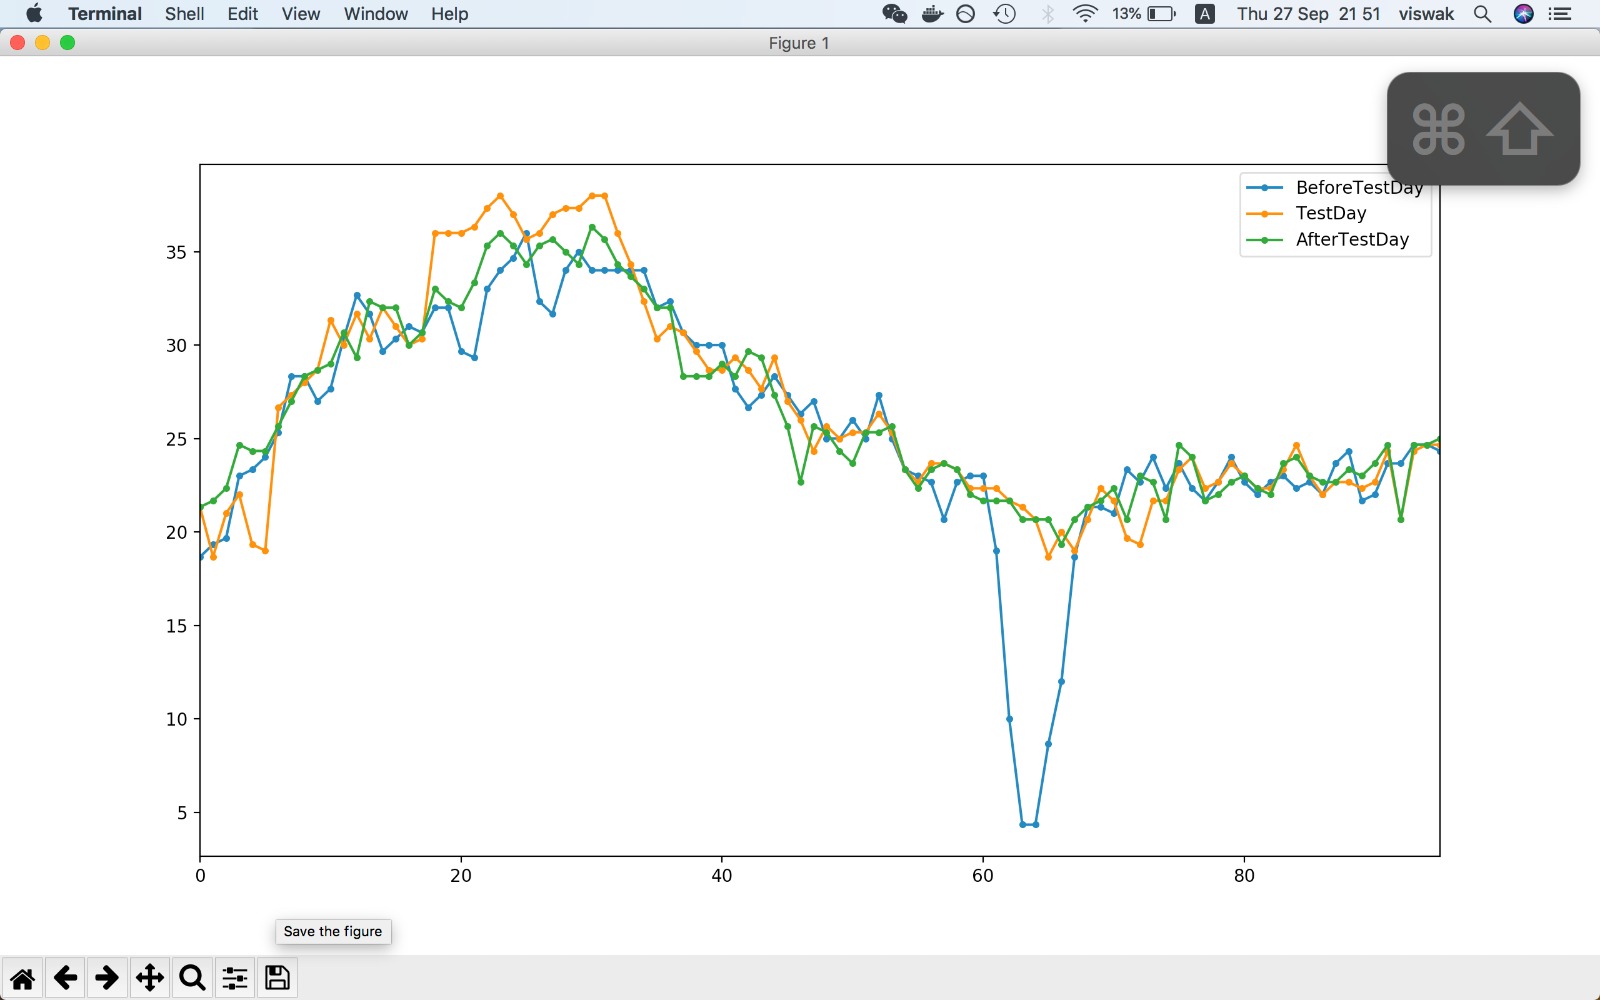 Terminal Shell Edit View Window Help 13% A Thu 27 Sep 21 51 viswak
Figure 1
⌘ ⇧
BeforeTestDay
TestDay
AfterTestDay
35
30
25
20
15
10
5
0 20 40 60 80
Save the figure